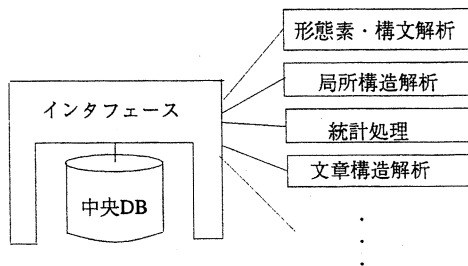 形態素・構文解析
局所構造解析
インタフェース
統計処理
文章構造解析
中央DB